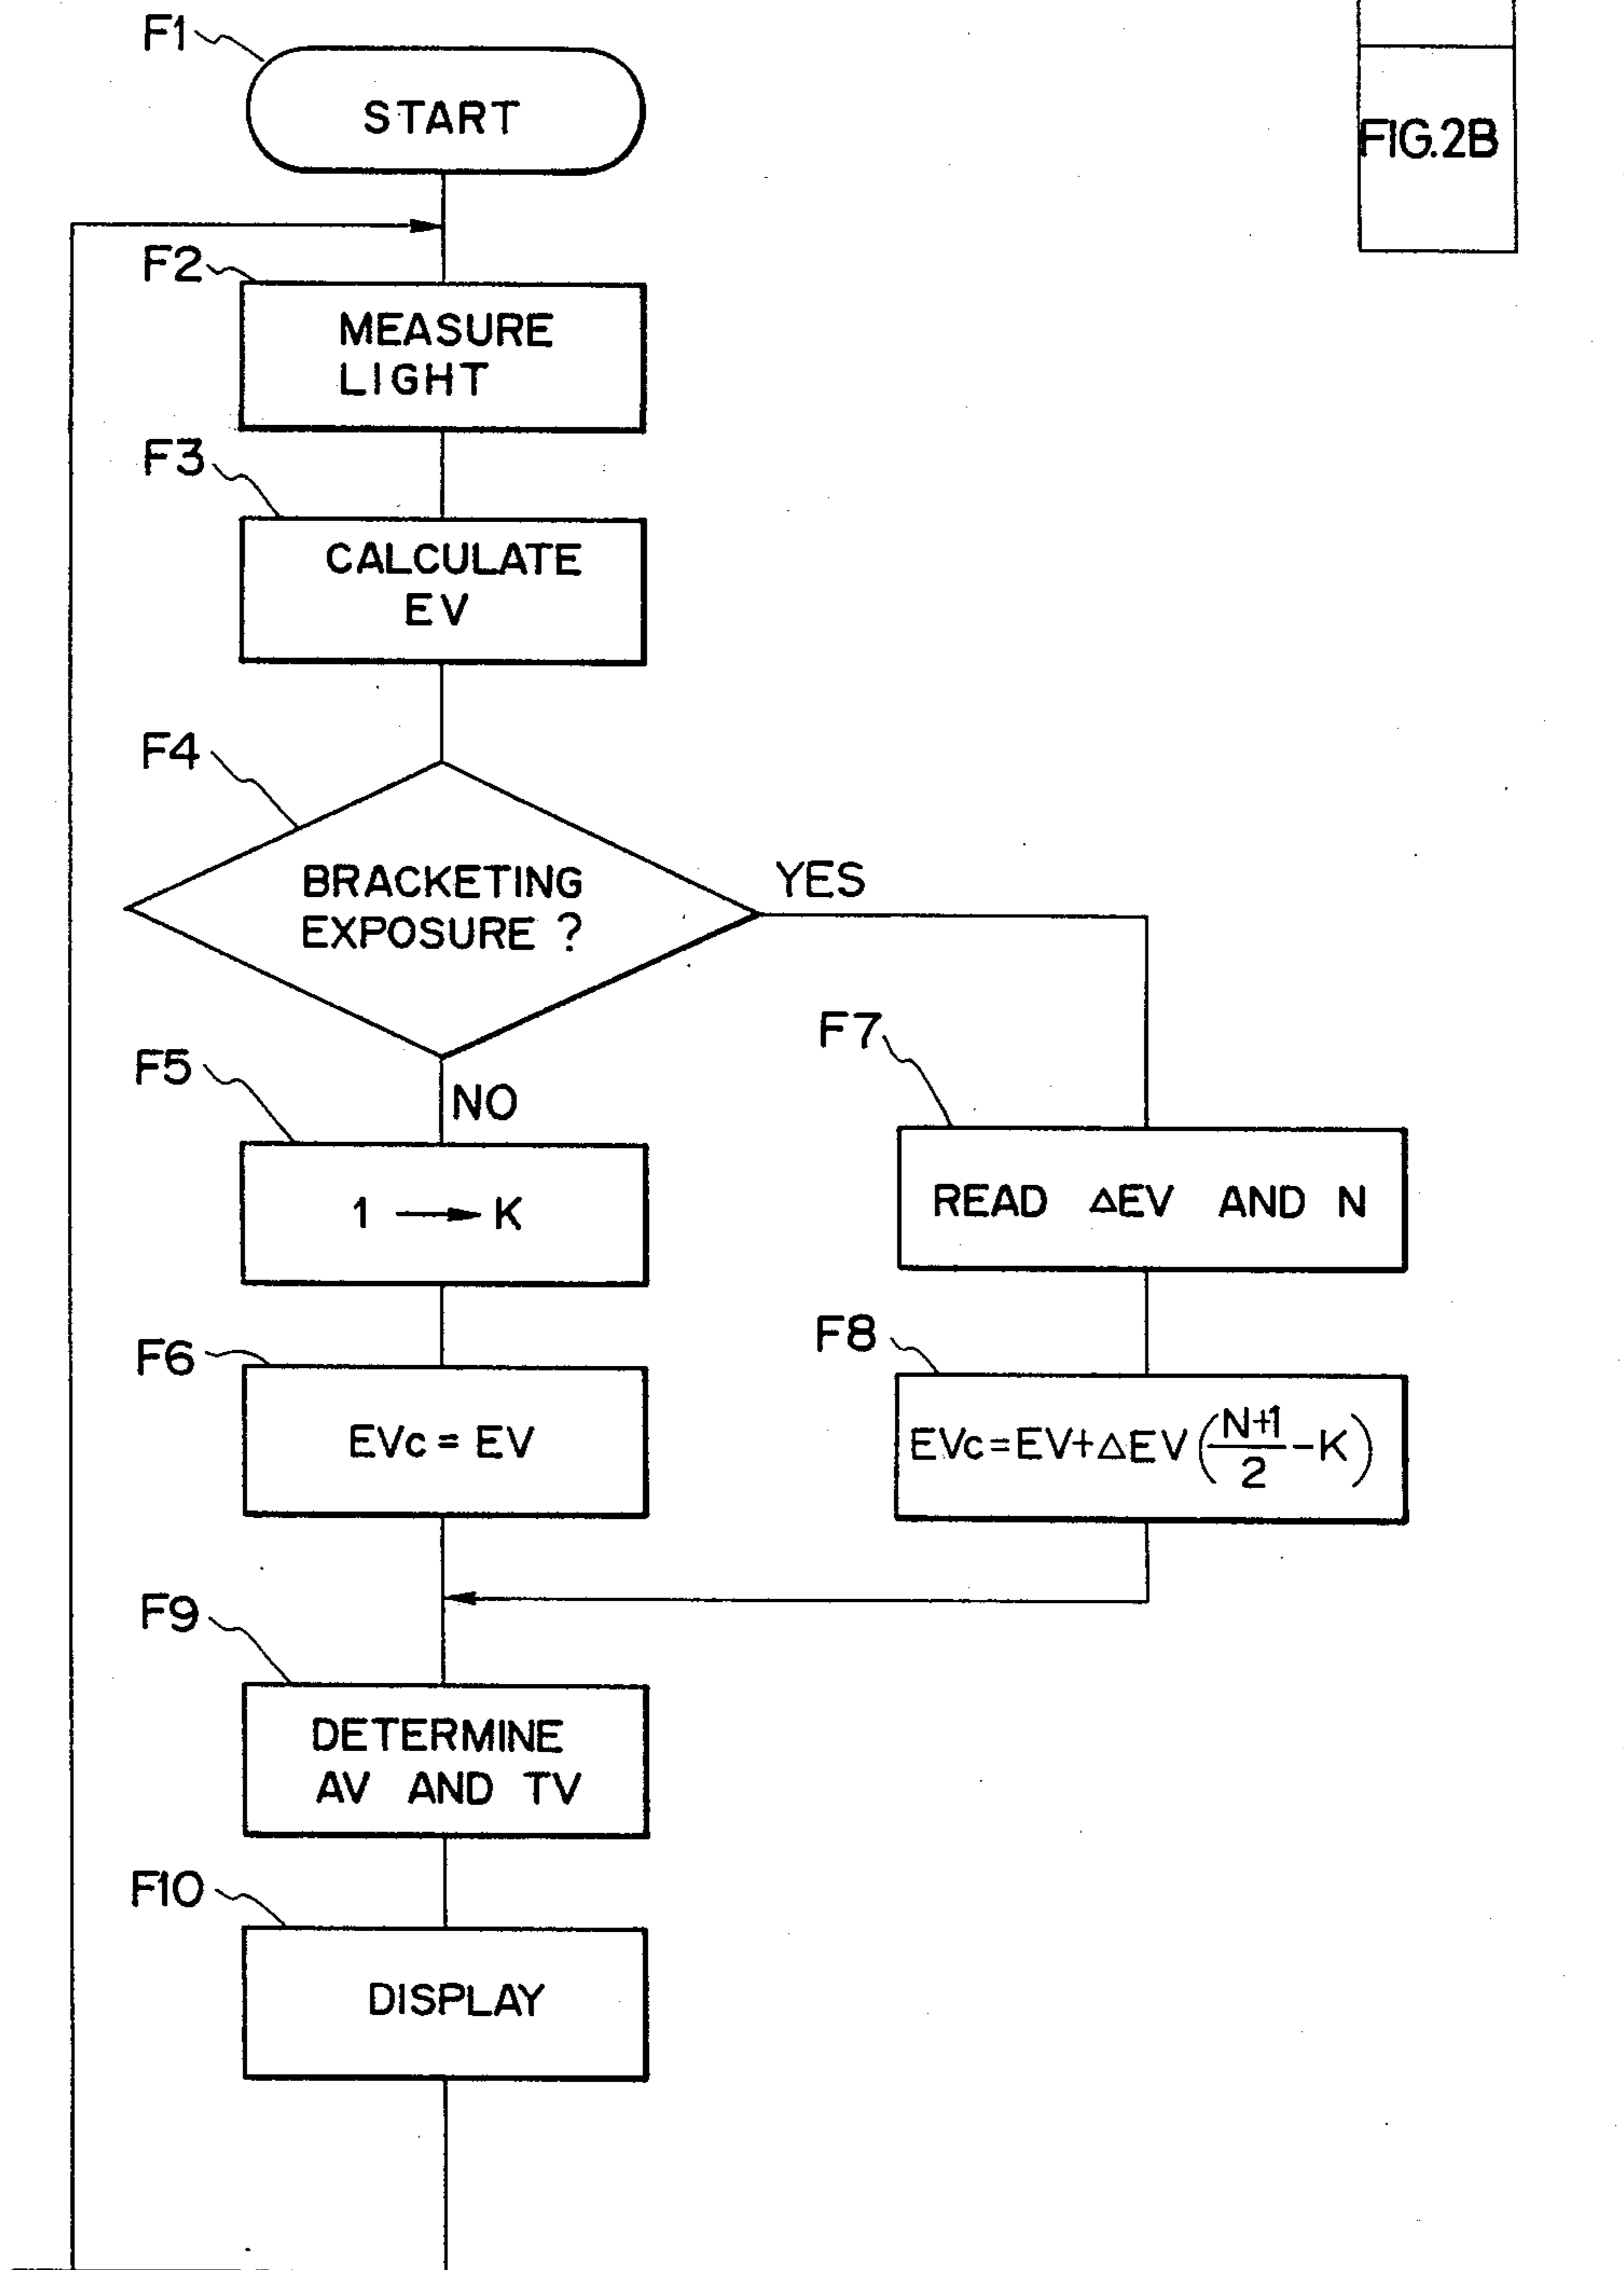 F1
START
FIG.2B
F2
MEASURE
LIGHT
F3
CALCULATE
EV
F4
BRACKETING
EXPOSURE ?
YES
NO
F5
1 → K
F6
EVc = EV
F7
READ ΔEV AND N
F8
EVc=EV+ΔEV(N+1/2-K)
F9
DETERMINE
AV AND TV
F10
DISPLAY